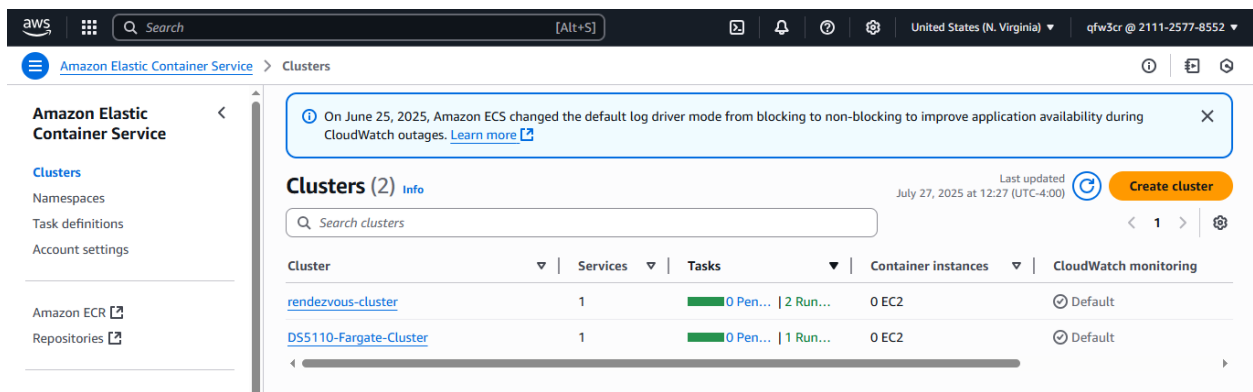 aws Search [Alt+S] United States (N. Virginia) qfw3cr @ 2111-2577-8552
Amazon Elastic Container Service > Clusters
Amazon Elastic
Container Service
Clusters
Namespaces
Task definitions
Account settings
Amazon ECR
Repositories
On June 25, 2025, Amazon ECS changed the default log driver mode from blocking to non-blocking to improve application availability during
CloudWatch outages. Learn more
Clusters (2) Info
Last updated
July 27, 2025 at 12:27 (UTC-4:00)
Create cluster
Search clusters
1
Cluster Services Tasks Container instances CloudWatch monitoring
rendezvous-cluster 1 0 Pen... | 2 Run... 0 EC2 Default
DS5110-Fargate-Cluster 1 0 Pen... | 1 Run... 0 EC2 Default